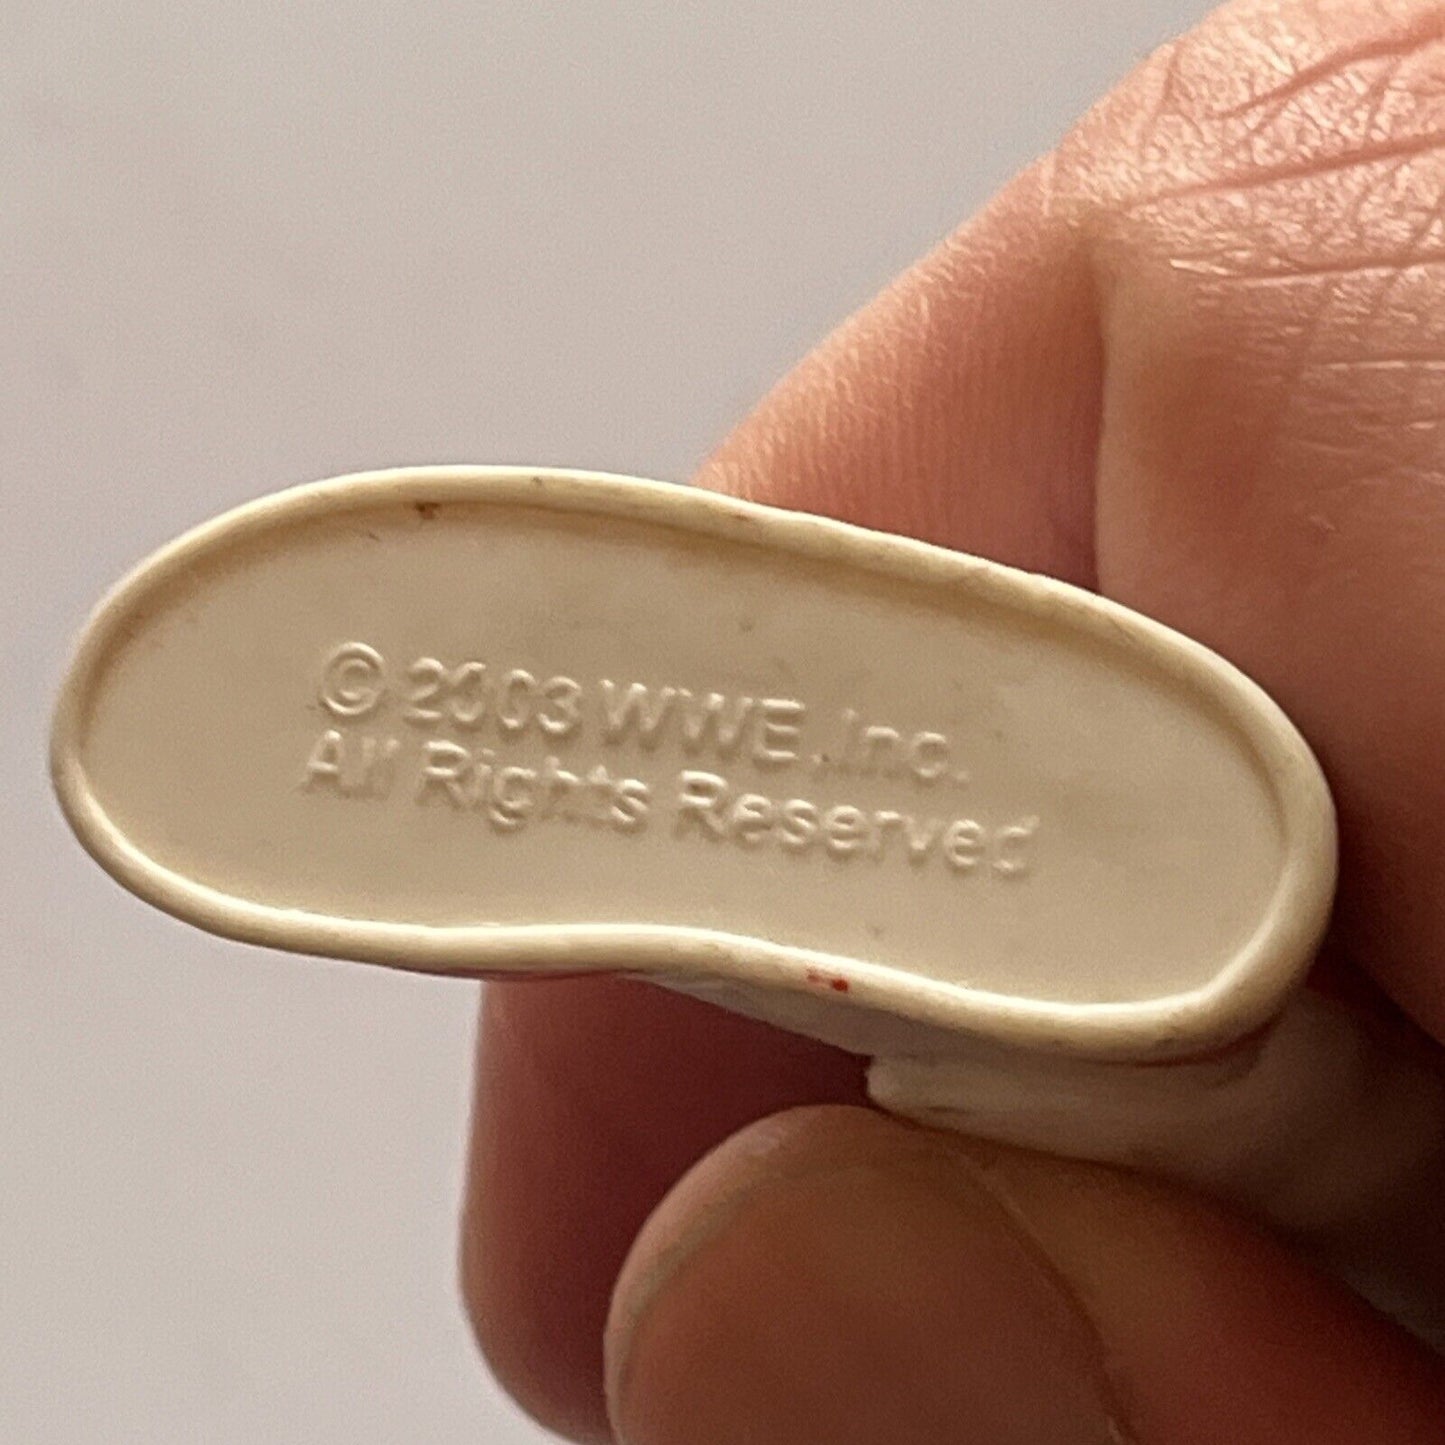 © 2003 WWE, Inc.
All Rights Reserved